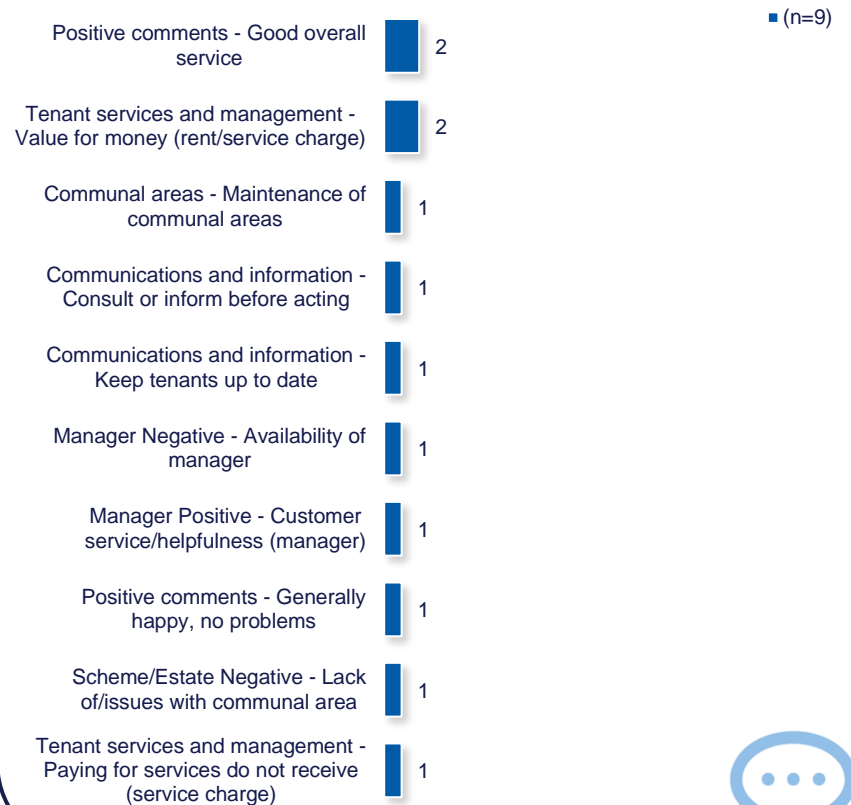 (n=9)
Positive comments - Good overall
service
2
Tenant services and management -
Value for money (rent/service charge)
2
Communal areas - Maintenance of
communal areas
1
Communications and information -
Consult or inform before acting
1
Communications and information -
Keep tenants up to date
1
Manager Negative - Availability of
manager
1
Manager Positive - Customer
service/helpfulness (manager)
1
Positive comments - Generally
happy, no problems
1
Scheme/Estate Negative - Lack
of/issues with communal area
1
Tenant services and management -
Paying for services do not receive
(service charge)
1